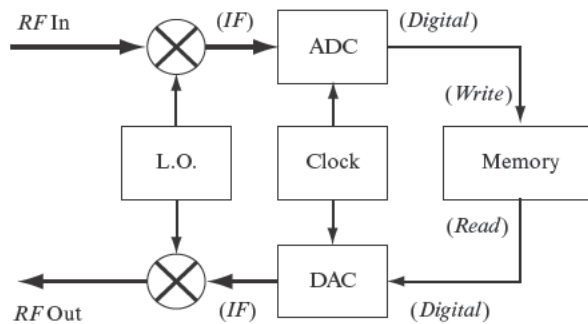 RF In
(IF)
ADC
(Digital)
(Write)
L.O.
Clock
Memory
(Read)
DAC
RF Out
(IF)
(Digital)